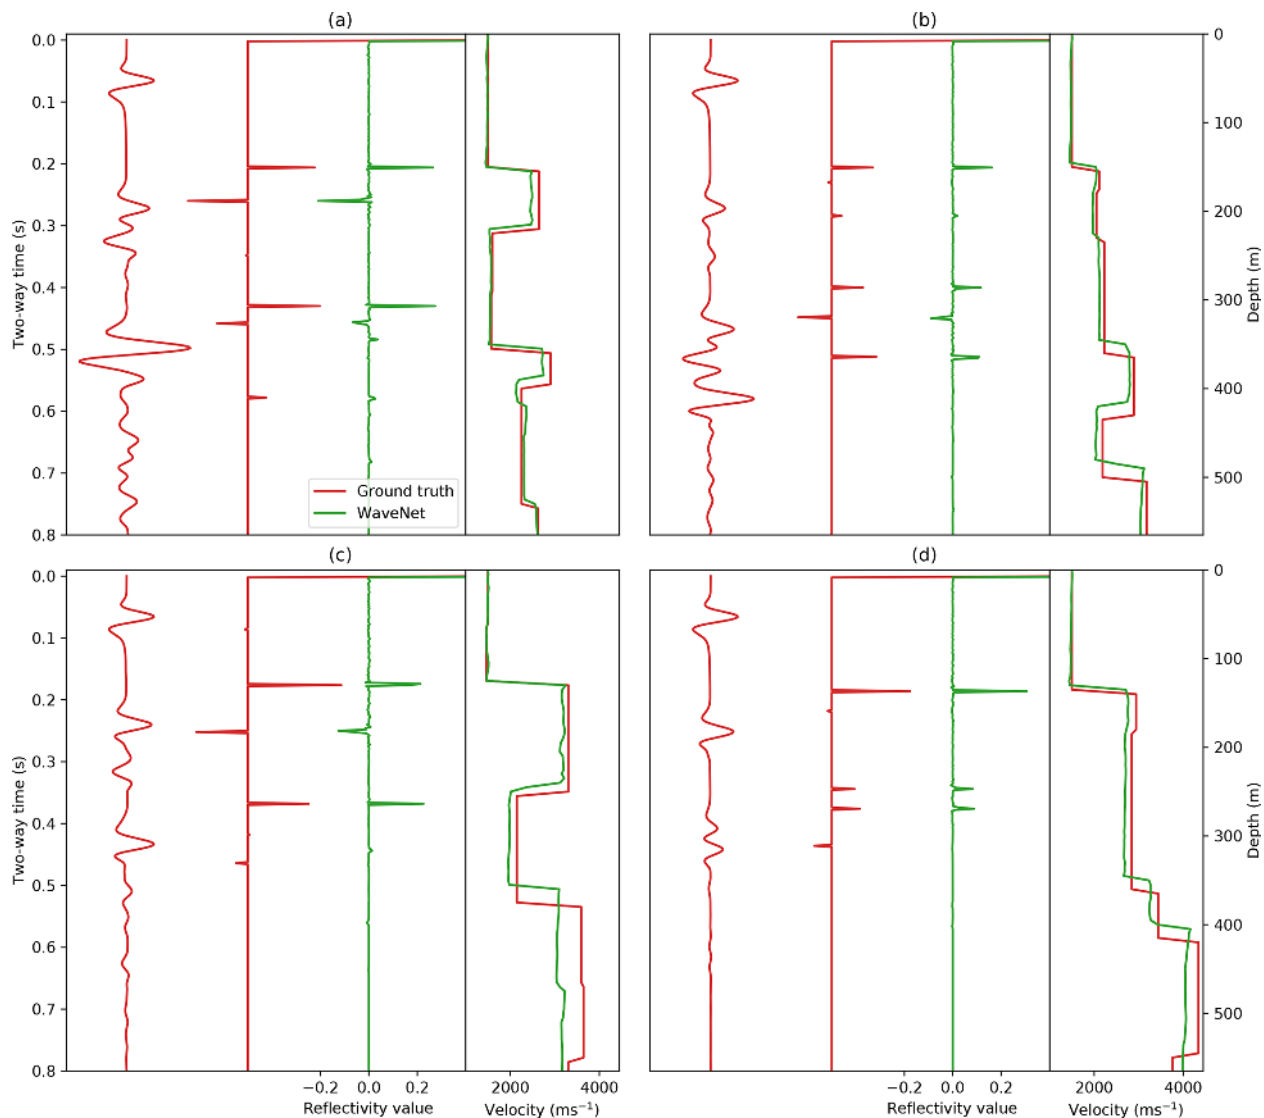 (a)
(b)
0.0
0.1
0.2
0.3
0.4
0.5
0.6
0.7
0.8
Two-way time (s)
Ground truth
WaveNet
0
100
200
300
400
500
Depth (m)
(c)
(d)
0.0
0.1
0.2
0.3
0.4
0.5
0.6
0.7
0.8
Two-way time (s)
0
100
200
300
400
500
Depth (m)
−0.2 0.0 0.2
Reflectivity value
2000 4000
Velocity (ms⁻¹)
−0.2 0.0 0.2
Reflectivity value
2000 4000
Velocity (ms⁻¹)